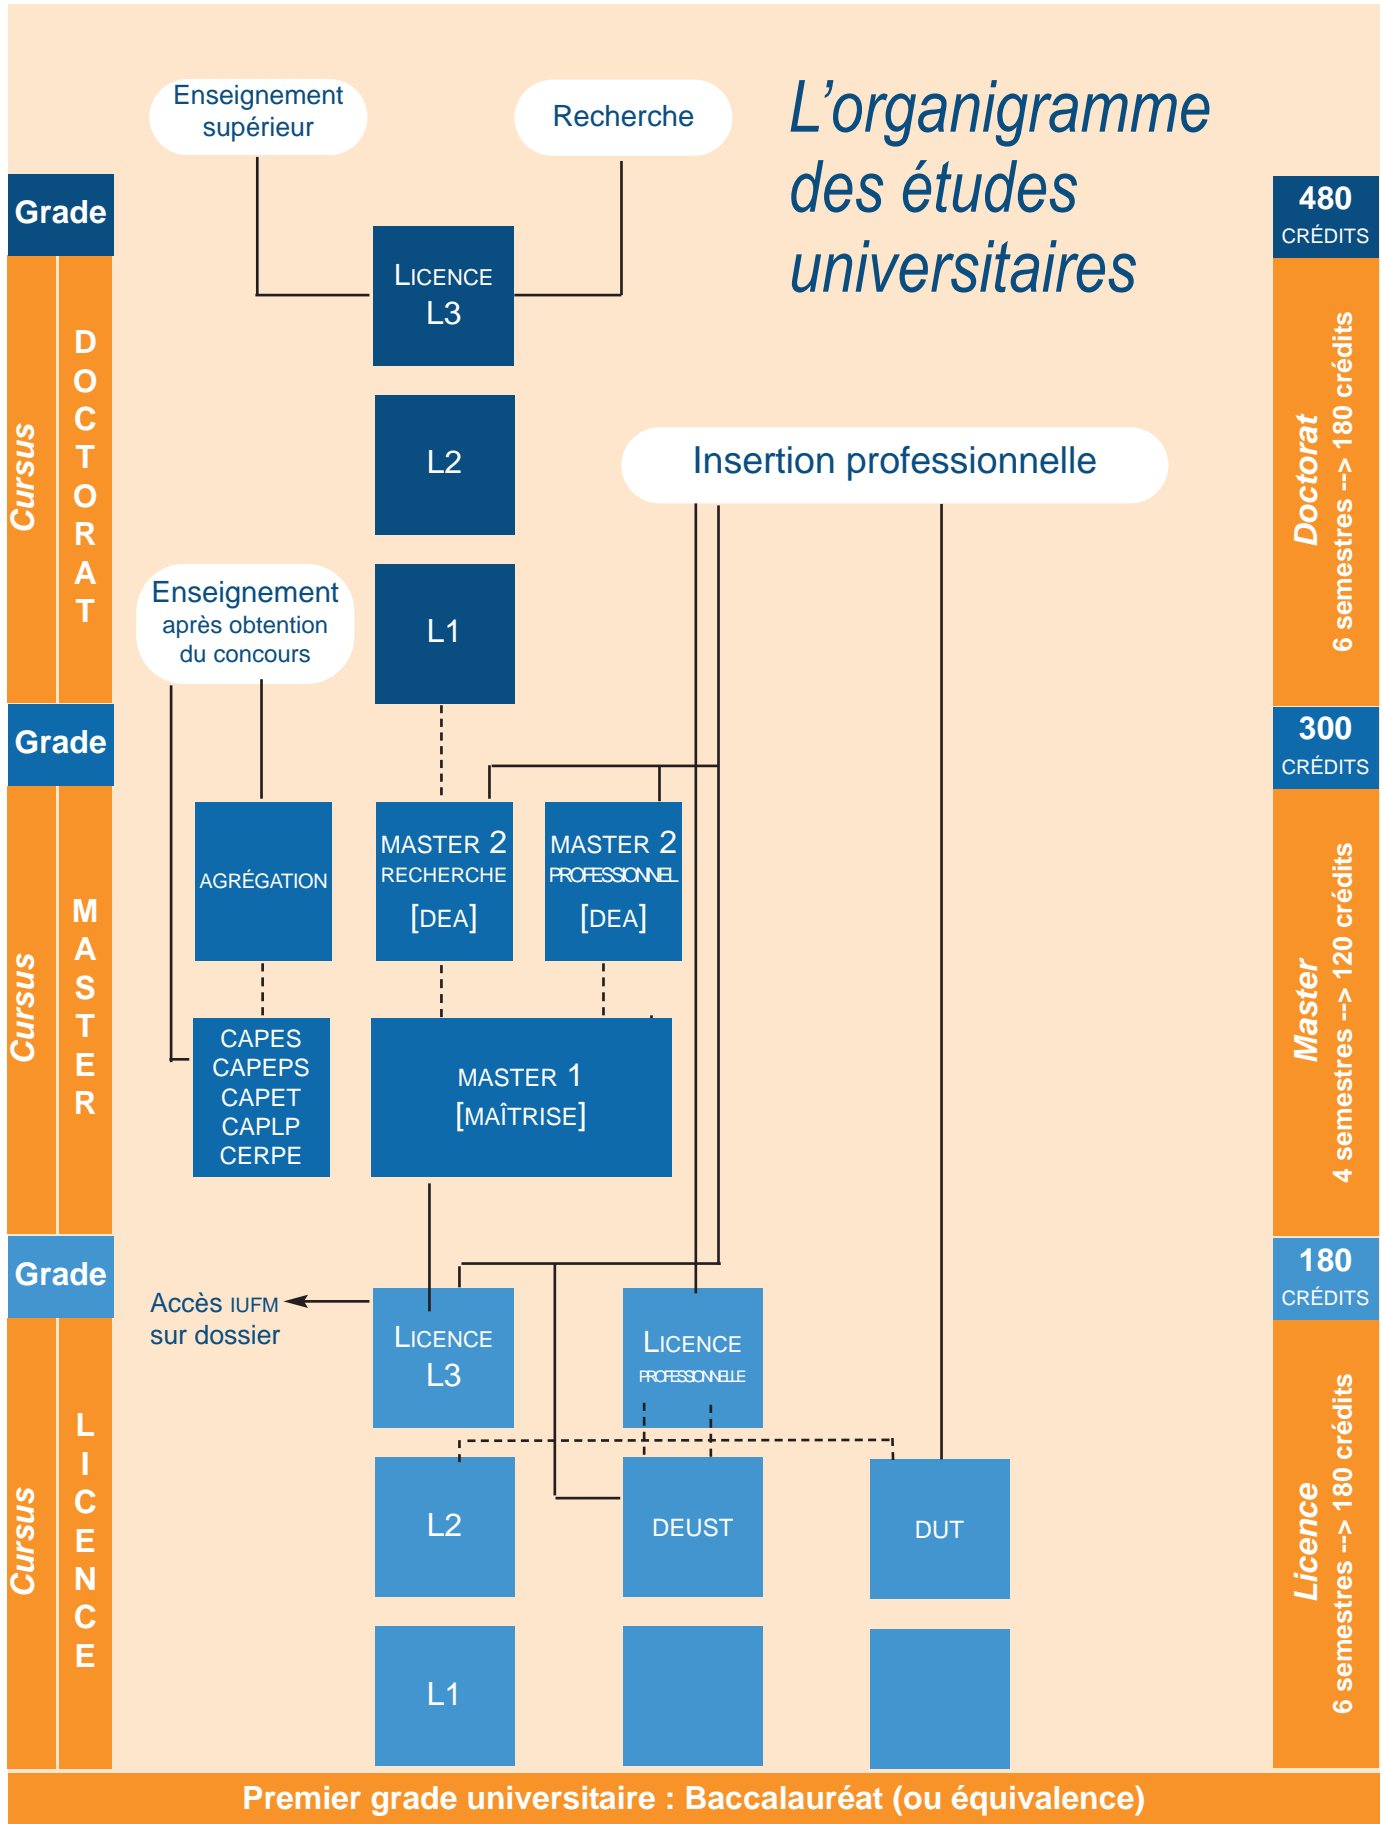 L'organigramme
des études
universitaires
Enseignement
supérieur
Recherche
Grade
480
CRÉDITS
LICENCE
L3
Cursus
DOCTORAT
Doctorat
6 semestres --> 180 crédits
L2
Insertion professionnelle
Enseignement
après obtention
du concours
L1
Grade
300
CRÉDITS
Cursus
MASTER
Master
4 semestres --> 120 crédits
AGRÉGATION
MASTER 2
RECHERCHE
[DEA]
MASTER 2
PROFESSIONNEL
[DEA]
CAPES
CAPEPS
CAPET
CAPLP
CERPE
MASTER 1
[MAÎTRISE]
Grade
180
CRÉDITS
Accès IUFM
sur dossier
LICENCE
L3
LICENCE
PROFESSIONNELLE
Cursus
LICENCE
Licence
6 semestres --> 180 crédits
L2
DEUST
DUT
L1
Premier grade universitaire : Baccalauréat (ou équivalence)